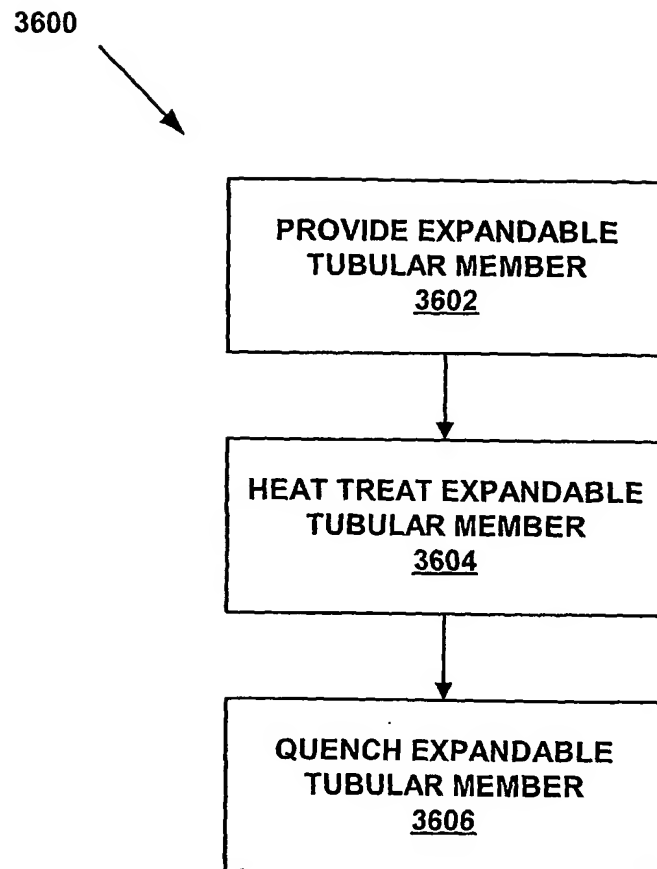 3600
PROVIDE EXPANDABLE
TUBULAR MEMBER
3602
HEAT TREAT EXPANDABLE
TUBULAR MEMBER
3604
QUENCH EXPANDABLE
TUBULAR MEMBER
3606